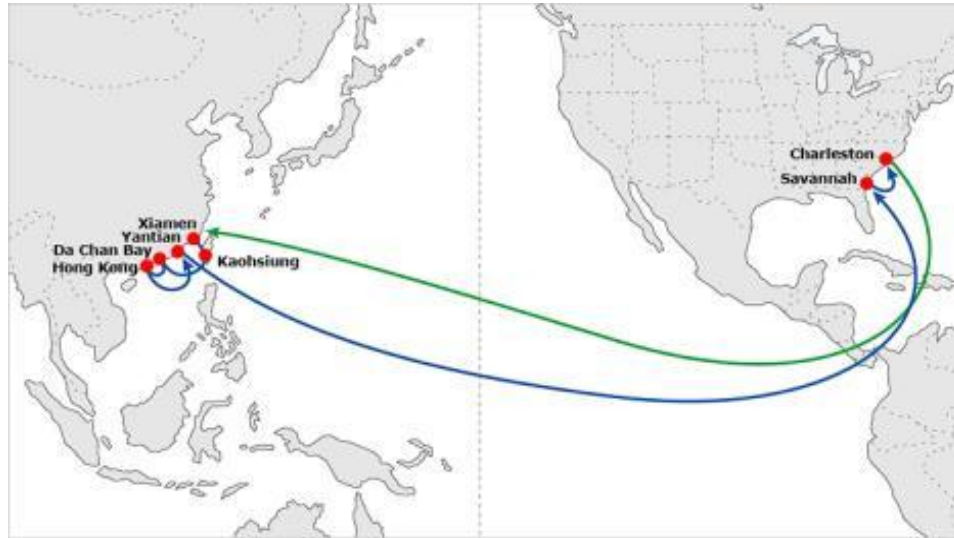 Charleston
Savannah
Xiamen
Yantian
Da Chan Bay
Hong Kong
Kaohsiung